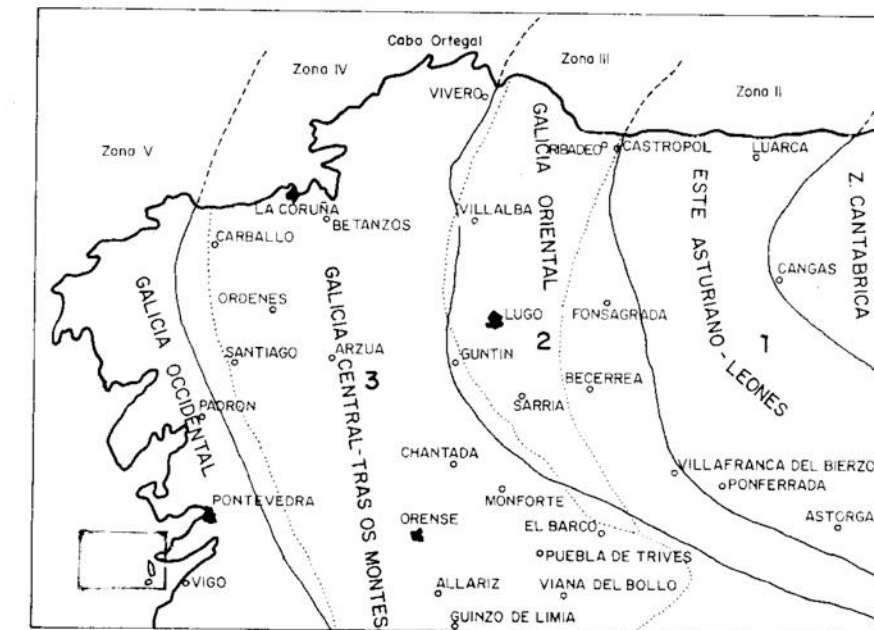 Cabo Ortegal
Zona IV
Zona III
Zona II
Zona V
VIVERO
GALICIA ORIENTAL
RIBADEO
CASTROPOL
LUARCA
Z. CANTABRICA
LA CORUÑA
BETANZOS
VILLALBA
CARBALLO
ESTE ASTURIANO-LEONES
CANGAS
GALICIA OCCIDENTAL
GALICIA CENTRAL-TRAS OS MONTES
ORDENES
LUGO
FONSAGRADA
SANTIAGO
ARZUA
3
GUNTIN
2
1
BECERREA
SARRIA
PADRON
CHANTADA
VILLAFRANCA DEL BIERZO
PONFERRADA
MONFORTE
PONTEVEDRA
ORENSE
EL BARCO
ASTORGA
PUEBLA DE TRIVES
VIGO
ALLARIZ
VIANA DEL BOLLO
GUINZO DE LIMIA